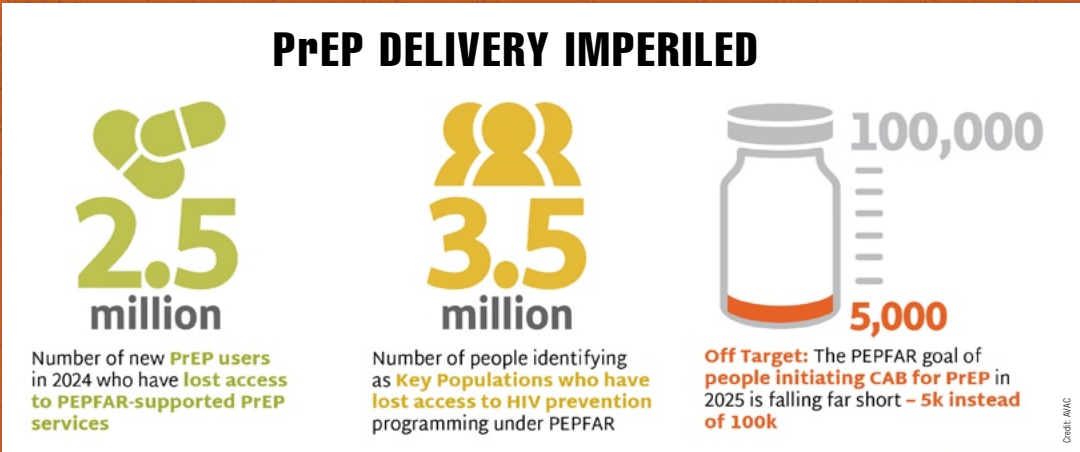 PrEP DELIVERY IMPERILED
2.5
million
Number of new PrEP users
in 2024 who have lost access
to PEPFAR-supported PrEP
services
3.5
million
Number of people identifying
as Key Populations who have
lost access to HIV prevention
programming under PEPFAR
100,000
5,000
Off Target: The PEPFAR goal of
people initiating CAB for PrEP in
2025 is falling far short – 5k instead
of 100k
Credit: AVAC